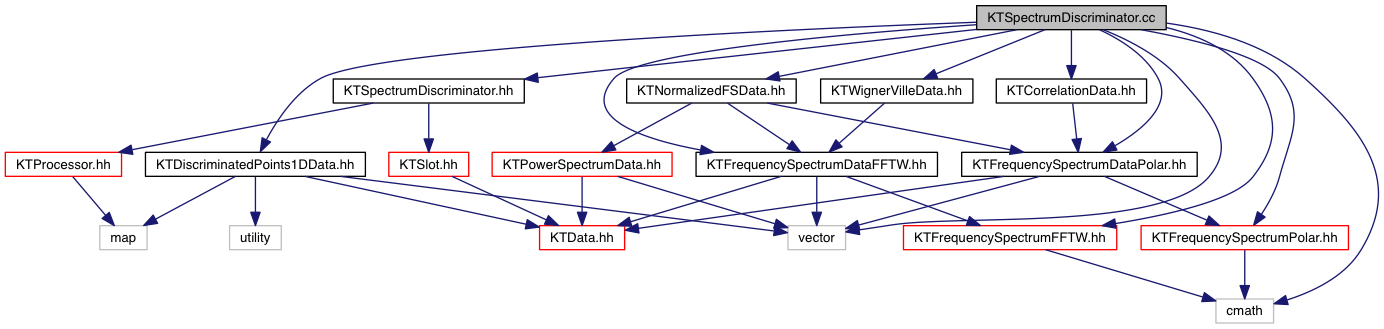 KTSpectrumDiscriminator.cc
KTSpectrumDiscriminator.hh
KTNormalizedFSData.hh
KTWignerVilleData.hh
KTCorrelationData.hh
KTProcessor.hh
KTDiscriminatedPoints1DData.hh
KTSlot.hh
KTPowerSpectrumData.hh
KTFrequencySpectrumDataFFTW.hh
KTFrequencySpectrumDataPolar.hh
map
utility
KTData.hh
vector
KTFrequencySpectrumFFTW.hh
KTFrequencySpectrumPolar.hh
cmath